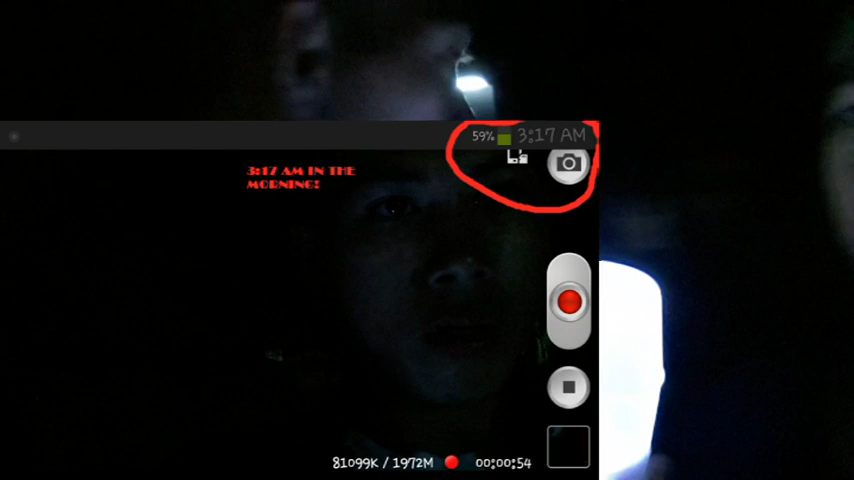 59% 3:17 AM
3:17 AM IN THE
MORNING!
81099K / 1972M 00:00:54